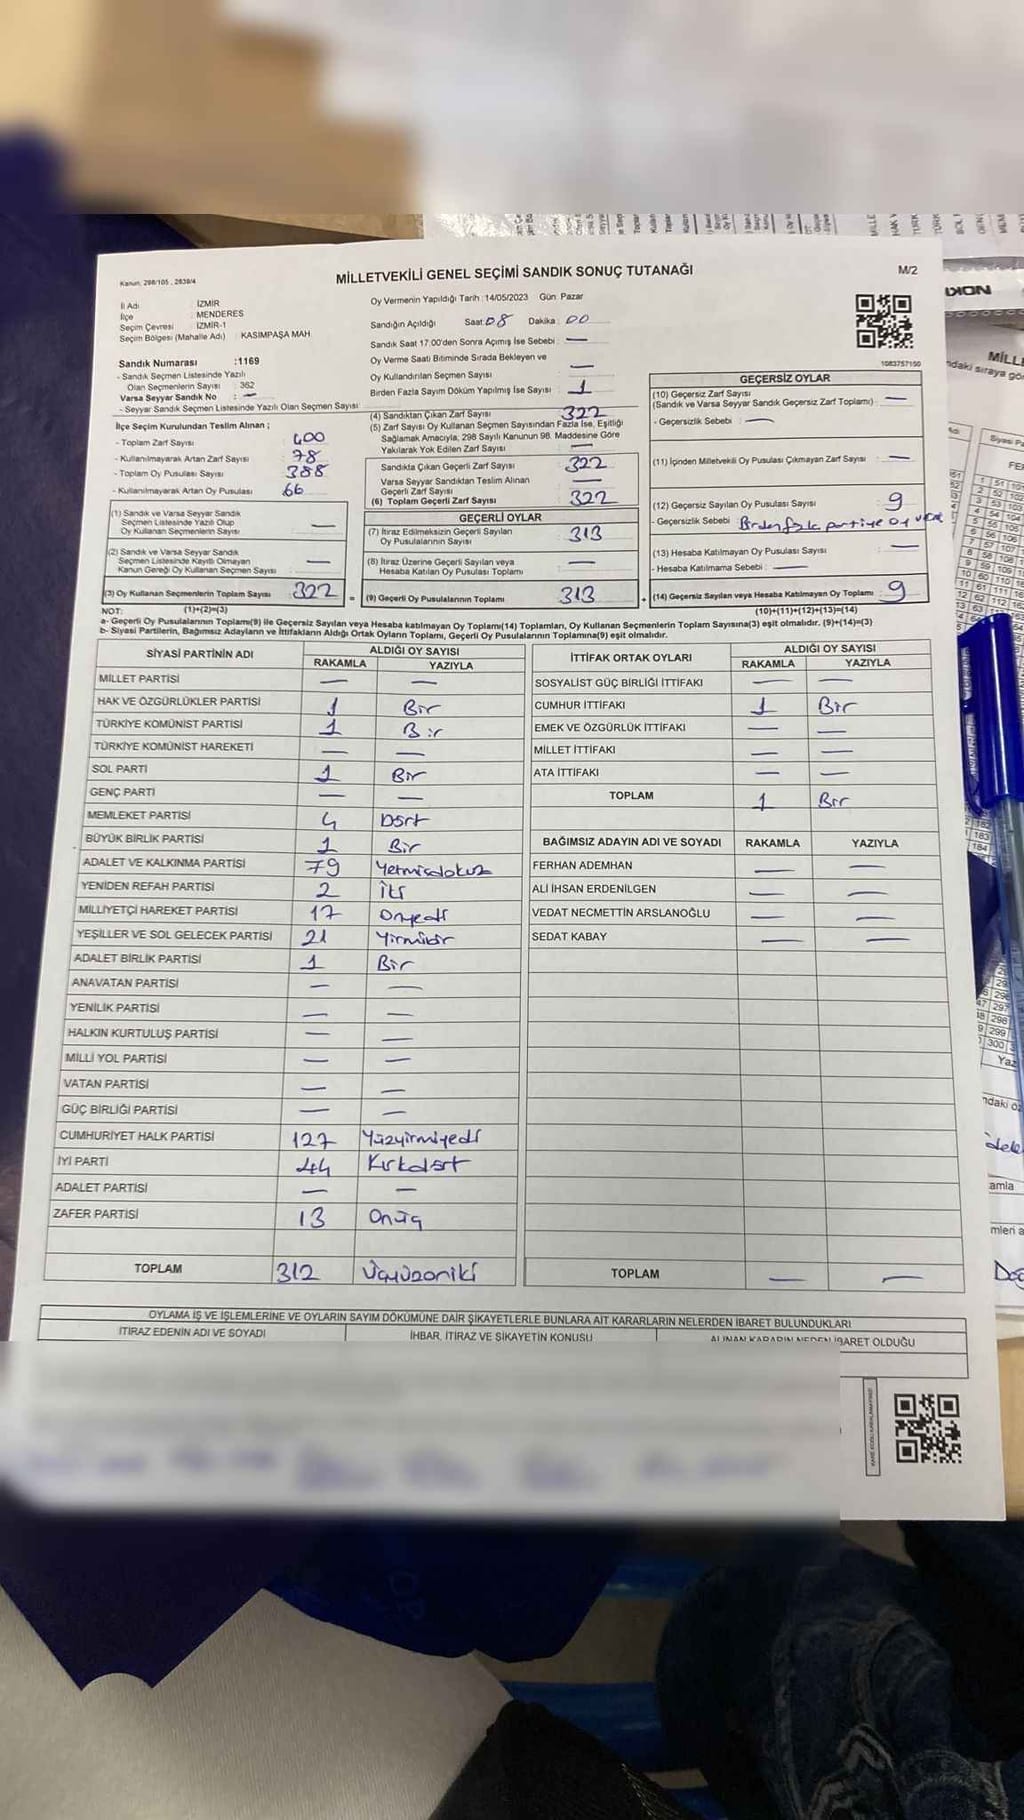 Kanun: 298/105 , 2839/4
MİLLETVEKİLİ GENEL SEÇİMİ SANDIK SONUÇ TUTANAĞI
M/2
İl Adı : İZMİR
İlçe : MENDERES
Seçim Çevresi : İZMİR-1
Seçim Bölgesi (Mahalle Adı) : KASIMPAŞA MAH.
Sandık Numarası :1169
- Sandık Seçmen Listesinde Yazılı
Olan Seçmenlerin Sayısı : 362
Varsa Seyyar Sandık No : —
- Seyyar Sandık Seçmen Listesinde Yazılı Olan Seçmen Sayısı :
İlçe Seçim Kurulundan Teslim Alınan ;
- Toplam Zarf Sayısı : 400
- Kullanılmayarak Artan Zarf Sayısı : 78
- Toplam Oy Pusulası Sayısı : 388
- Kullanılmayarak Artan Oy Pusulası : 66
(1) Sandık ve Varsa Seyyar Sandık
Seçmen Listesinde Yazılı Olup
Oy Kullanan Seçmenlerin Sayısı : —
(2) Sandık ve Varsa Seyyar Sandık
Seçmen Listesinde Kayıtlı Olmayan
Kanun Gereği Oy Kullanan Seçmen Sayısı : —
(3) Oy Kullanan Seçmenlerin Toplam Sayısı : 322
Oy Vermenin Yapıldığı Tarih :14/05/2023 Gün: Pazar
Sandığın Açıldığı Saat: 08 Dakika : 00
Sandık Saat 17:00'den Sonra Açılmış İse Sebebi : —
Oy Verme Saati Bitiminde Sırada Bekleyen ve
Oy Kullandırılan Seçmen Sayısı : —
Birden Fazla Sayım Döküm Yapılmış İse Sayısı : 1
(4) Sandıktan Çıkan Zarf Sayısı : 322
(5) Zarf Sayısı Oy Kullanan Seçmen Sayısından Fazla İse, Eşitliği
Sağlamak Amacıyla, 298 Sayılı Kanunun 98. Maddesine Göre
Yakılarak Yok Edilen Zarf Sayısı : —
Sandıkta Çıkan Geçerli Zarf Sayısı : 322
Varsa Seyyar Sandıktan Teslim Alınan
Geçerli Zarf Sayısı : —
(6) Toplam Geçerli Zarf Sayısı : 322
GEÇERLİ OYLAR
(7) İtiraz Edilmeksizin Geçerli Sayılan
Oy Pusulalarının Sayısı : 313
(8) İtiraz Üzerine Geçerli Sayılan veya
Hesaba Katılan Oy Pusulası Toplamı : —
= (9) Geçerli Oy Pusulalarının Toplamı : 313
1083757150
GEÇERSİZ OYLAR
(10) Geçersiz Zarf Sayısı
(Sandık ve Varsa Seyyar Sandık Geçersiz Zarf Toplamı) : —
- Geçersizlik Sebebi : —
(11) İçinden Milletvekili Oy Pusulası Çıkmayan Zarf Sayısı : —
(12) Geçersiz Sayılan Oy Pusulası Sayısı : 9
- Geçersizlik Sebebi : Birden fazla partiye oy
(13) Hesaba Katılmayan Oy Pusulası Sayısı : —
- Hesaba Katılmama Sebebi : —
+ (14) Geçersiz Sayılan veya Hesaba Katılmayan Oy Toplamı : 9
NOT: (1)+(2)=(3)
(10)+(11)+(12)+(13)=(14)
a- Geçerli Oy Pusulalarının Toplamı(9) ile Geçersiz Sayılan veya Hesaba katılmayan Oy Toplamı(14) Toplamları, Oy Kullanan Seçmenlerin Toplam Sayısına(3) eşit olmalıdır. (9)+(14)=(3)
b- Siyasi Partilerin, Bağımsız Adayların ve İttifakların Aldığı Ortak Oyların Toplamı, Geçerli Oy Pusulalarının Toplamına(9) eşit olmalıdır.
SİYASİ PARTİNİN ADI ALDIĞI OY SAYISI
RAKAMLA YAZIYLA
MİLLET PARTİSİ — —
HAK VE ÖZGÜRLÜKLER PARTİSİ 1 Bir
TÜRKİYE KOMÜNİST PARTİSİ 1 Bir
TÜRKİYE KOMÜNİST HAREKETİ — —
SOL PARTİ 1 Bir
GENÇ PARTİ — —
MEMLEKET PARTİSİ 4 Dört
BÜYÜK BİRLİK PARTİSİ 1 Bir
ADALET VE KALKINMA PARTİSİ 79 Yetmişdokuz
YENİDEN REFAH PARTİSİ 2 İki
MİLLİYETÇİ HAREKET PARTİSİ 17 Onyedi
YEŞİLLER VE SOL GELECEK PARTİSİ 21 Yirmibir
ADALET BİRLİK PARTİSİ 1 Bir
ANAVATAN PARTİSİ — —
YENİLİK PARTİSİ — —
HALKIN KURTULUŞ PARTİSİ — —
MİLLİ YOL PARTİSİ — —
VATAN PARTİSİ — —
GÜÇ BİRLİĞİ PARTİSİ — —
CUMHURİYET HALK PARTİSİ 127 Yüzyirmiyedi
İYİ PARTİ 44 Kırkdört
ADALET PARTİSİ — —
ZAFER PARTİSİ 13 Onüç
TOPLAM 312 Üçyüzoniki
İTTİFAK ORTAK OYLARI ALDIĞI OY SAYISI
RAKAMLA YAZIYLA
SOSYALİST GÜÇ BİRLİĞİ İTTİFAKI — —
CUMHUR İTTİFAKI 1 Bir
EMEK VE ÖZGÜRLÜK İTTİFAKI — —
MİLLET İTTİFAKI — —
ATA İTTİFAKI — —
TOPLAM 1 Bir
BAĞIMSIZ ADAYIN ADI VE SOYADI RAKAMLA YAZIYLA
FERHAN ADEMHAN — —
ALİ İHSAN ERDENİLGEN — —
VEDAT NECMETTİN ARSLANOĞLU — —
SEDAT KABAY — —
TOPLAM — —
OYLAMA İŞ VE İŞLEMLERİNE VE OYLARIN SAYIM DÖKÜMÜNE DAİR ŞİKAYETLERLE BUNLARA AİT KARARLARIN NELERDEN İBARET BULUNDUKLARI
İTİRAZ EDENİN ADI VE SOYADI İHBAR, İTİRAZ VE ŞİKAYETİN KONUSU ALINAN KARARIN NEDEN İBARET OLDUĞU